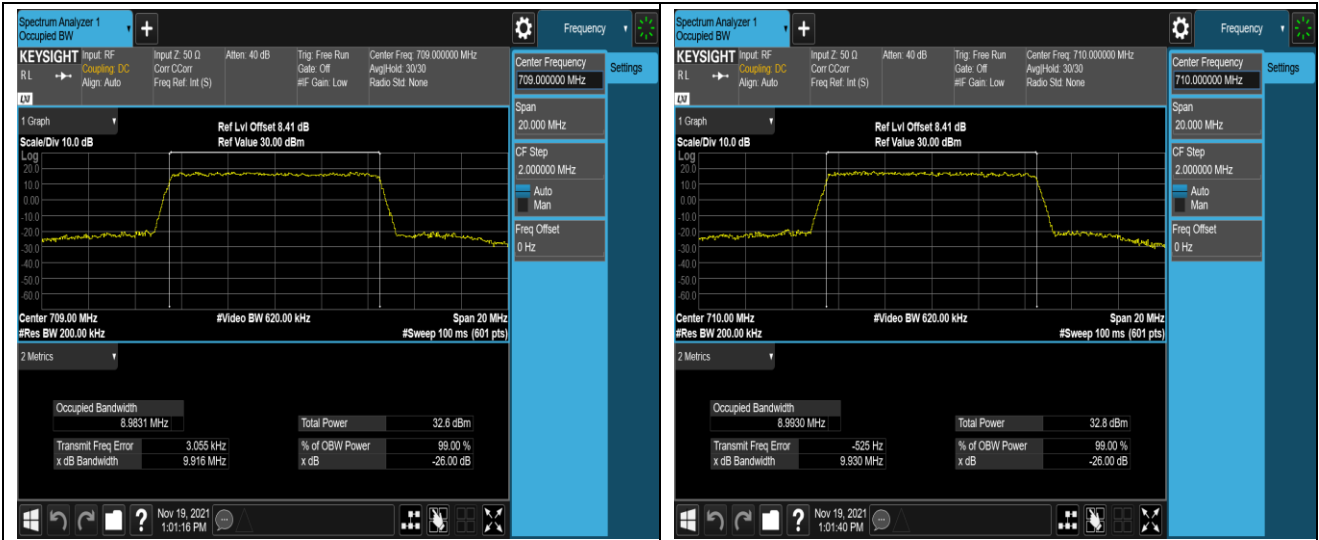 Spectrum Analyzer 1
Occupied BW
Frequency
KEYSIGHT Input: RF Input Z: 50 Ω Atten: 40 dB Trig: Free Run Center Freq: 709.000000 MHz
Coupling: DC Corr CCorr Gate: Off Avg|Hold: 30/30
RL Align: Auto Freq Ref: Int (S) #IF Gain: Low Radio Std: None
LXI
Center Frequency
709.000000 MHz
Settings
Span
20.000 MHz
CF Step
2.000000 MHz
Auto
Man
Freq Offset
0 Hz
1 Graph
Ref Lvl Offset 8.41 dB
Scale/Div 10.0 dB Ref Value 30.00 dBm
Log
20.0
10.0
0.00
-10.0
-20.0
-30.0
-40.0
-50.0
-60.0
Center 709.00 MHz #Video BW 620.00 kHz Span 20 MHz
#Res BW 200.00 kHz #Sweep 100 ms (601 pts)
2 Metrics
Occupied Bandwidth
8.9831 MHz Total Power 32.6 dBm
Transmit Freq Error 3.055 kHz % of OBW Power 99.00 %
x dB Bandwidth 9.916 MHz x dB -26.00 dB
?
Nov 19, 2021
1:01:16 PM
Spectrum Analyzer 1
Occupied BW
Frequency
KEYSIGHT Input: RF Input Z: 50 Ω Atten: 40 dB Trig: Free Run Center Freq: 710.000000 MHz
Coupling: DC Corr CCorr Gate: Off Avg|Hold: 30/30
RL Align: Auto Freq Ref: Int (S) #IF Gain: Low Radio Std: None
LXI
Center Frequency
710.000000 MHz
Settings
Span
20.000 MHz
CF Step
2.000000 MHz
Auto
Man
Freq Offset
0 Hz
1 Graph
Ref Lvl Offset 8.41 dB
Scale/Div 10.0 dB Ref Value 30.00 dBm
Log
20.0
10.0
0.00
-10.0
-20.0
-30.0
-40.0
-50.0
-60.0
Center 710.00 MHz #Video BW 620.00 kHz Span 20 MHz
#Res BW 200.00 kHz #Sweep 100 ms (601 pts)
2 Metrics
Occupied Bandwidth
8.9930 MHz Total Power 32.8 dBm
Transmit Freq Error -525 Hz % of OBW Power 99.00 %
x dB Bandwidth 9.930 MHz x dB -26.00 dB
?
Nov 19, 2021
1:01:40 PM